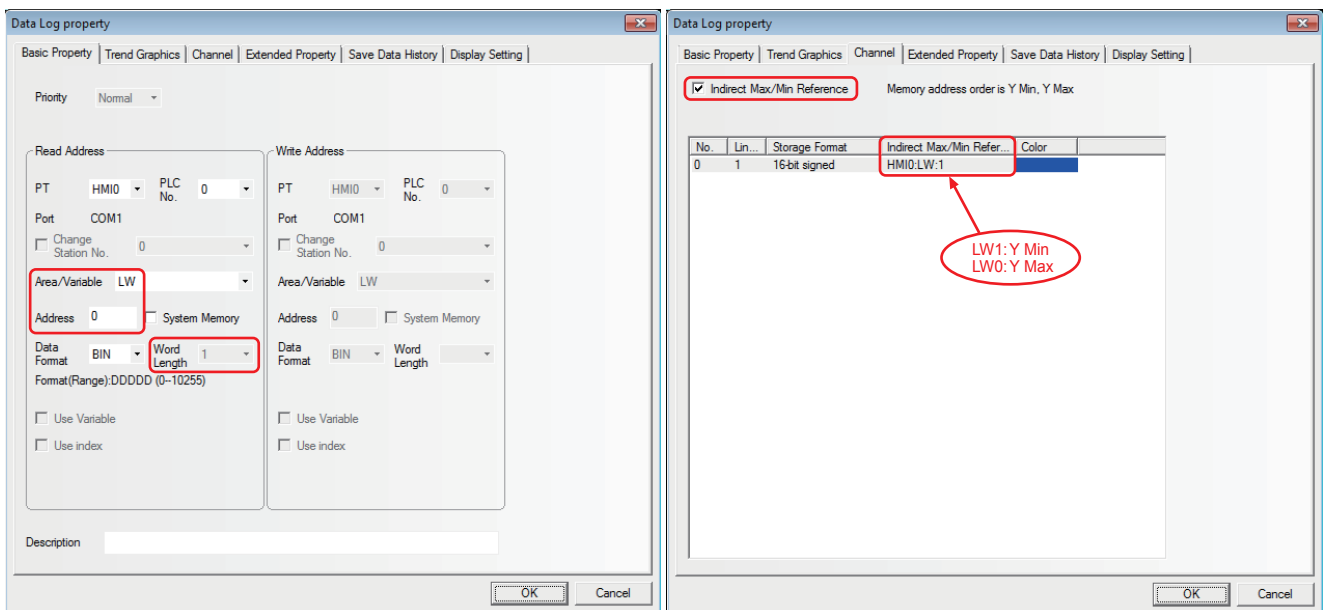 Data Log property
Basic Property Trend Graphics Channel Extended Property Save Data History Display Setting
Priority Normal
Read Address
PT HMI0 PLC No. 0
Port COM1
Change Station No. 0
Area/Variable LW
Address 0 System Memory
Data Format BIN Word Length 1
Format(Range):DDDDD (0--10255)
Use Variable
Use index
Write Address
PT HMI0 PLC No. 0
Port COM1
Change Station No. 0
Area/Variable LW
Address 0 System Memory
Data Format BIN Word Length
Use Variable
Use index
Description
OK Cancel
Data Log property
Basic Property Trend Graphics Channel Extended Property Save Data History Display Setting
Indirect Max/Min Reference Memory address order is Y Min, Y Max
No. Lin... Storage Format Indirect Max/Min Refer... Color
0 1 16-bit signed HMI0:LW:1
LW1: Y Min
LW0: Y Max
OK Cancel